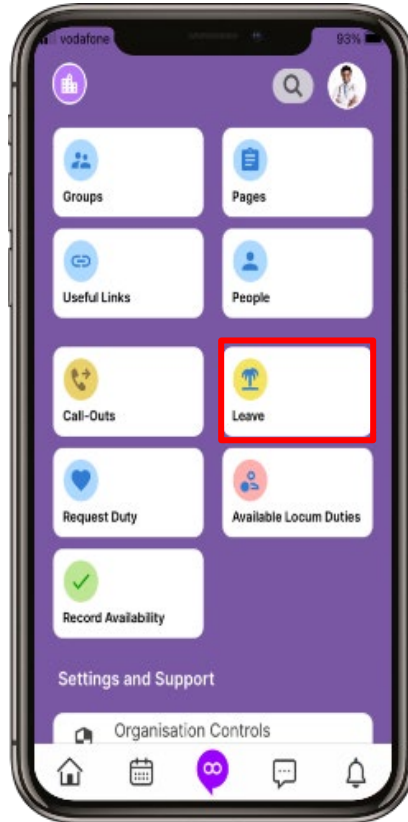 vodafone 93%
Groups Pages
Useful Links People
Call-Outs Leave
Request Duty Available Locum Duties
Record Availability
Settings and Support
Organisation Controls